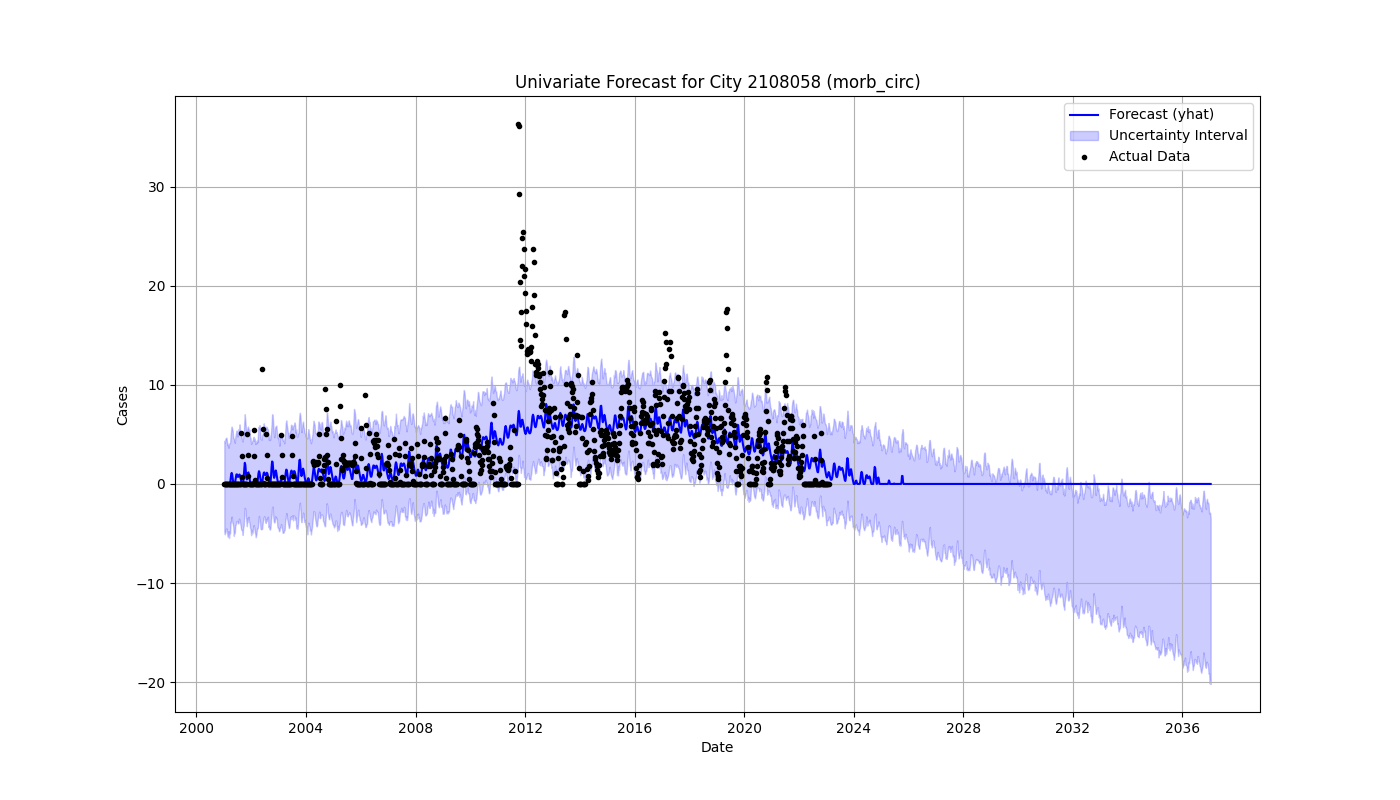 Univariate Forecast for City 2108058 (morb_circ)
Forecast (yhat)
Uncertainty Interval
Actual Data
Cases
30
20
10
0
−10
−20
2000 2004 2008 2012 2016 2020 2024 2028 2032 2036
Date